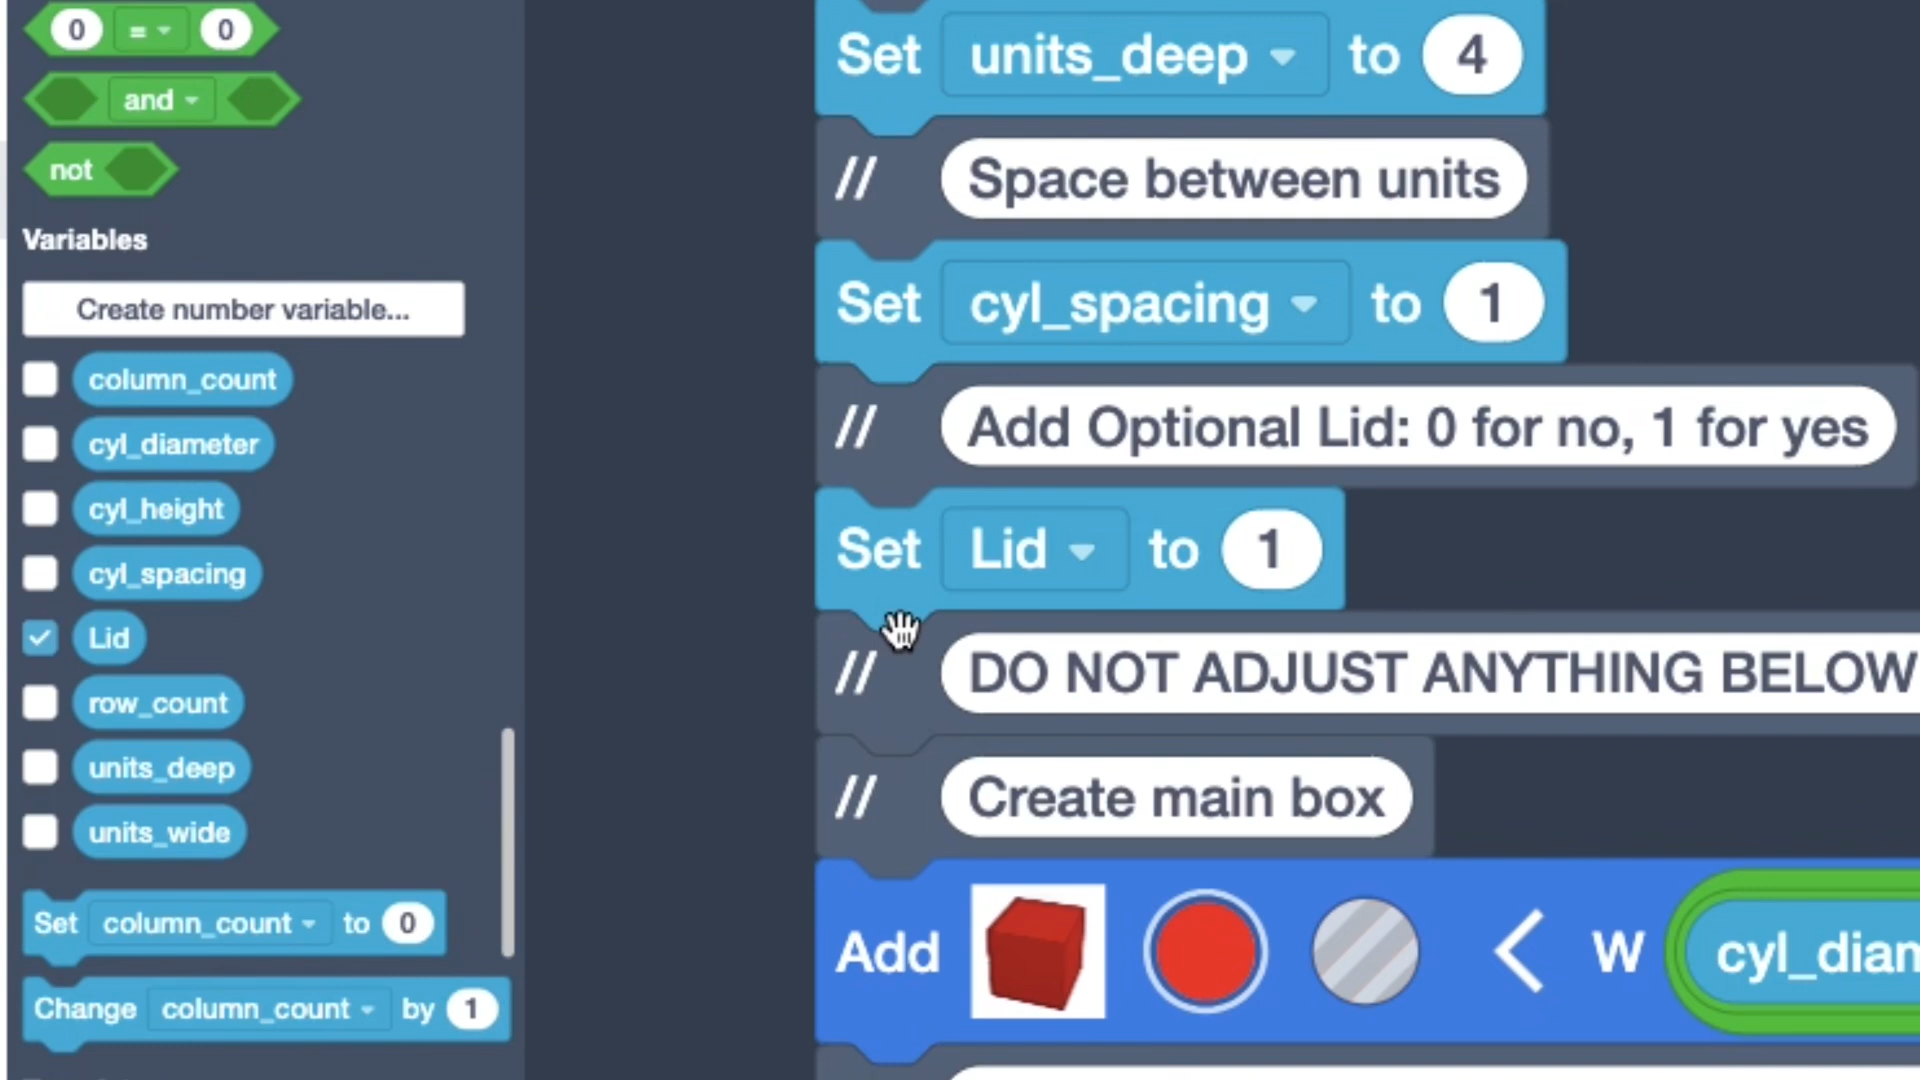 0 = 0
and
not
Variables
Create number variable...
column_count
cyl_diameter
cyl_height
cyl_spacing
Lid
row_count
units_deep
units_wide
Set column_count to 0
Change column_count by 1
Set units_deep to 4
// Space between units
Set cyl_spacing to 1
// Add Optional Lid: 0 for no, 1 for yes
Set Lid to 1
// DO NOT ADJUST ANYTHING BELOW
// Create main box
Add W